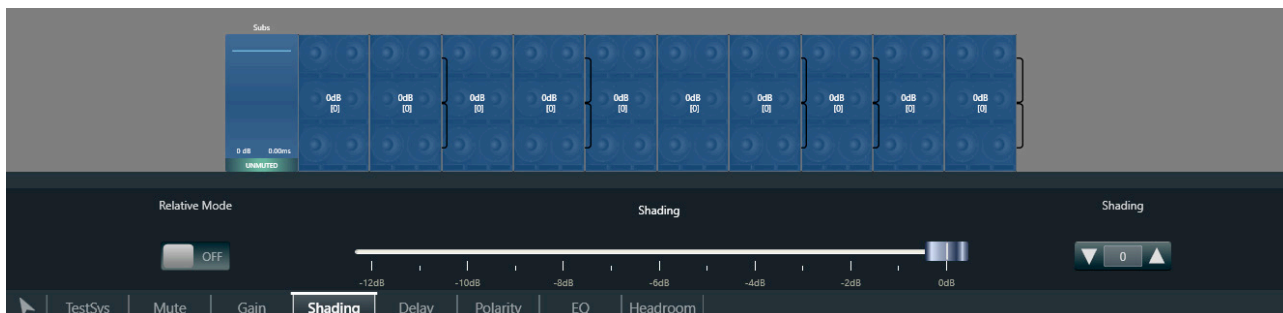 Subs
0dB 0dB 0dB 0dB 0dB 0dB 0dB 0dB 0dB 0dB
[0] [0] [0] [0] [0] [0] [0] [0] [0] [0]
0 dB 0.00ms
UNMUTED
Relative Mode Shading Shading
OFF 0
-12dB -10dB -8dB -6dB -4dB -2dB 0dB
TestSys Mute Gain Shading Delay Polarity EQ Headroom